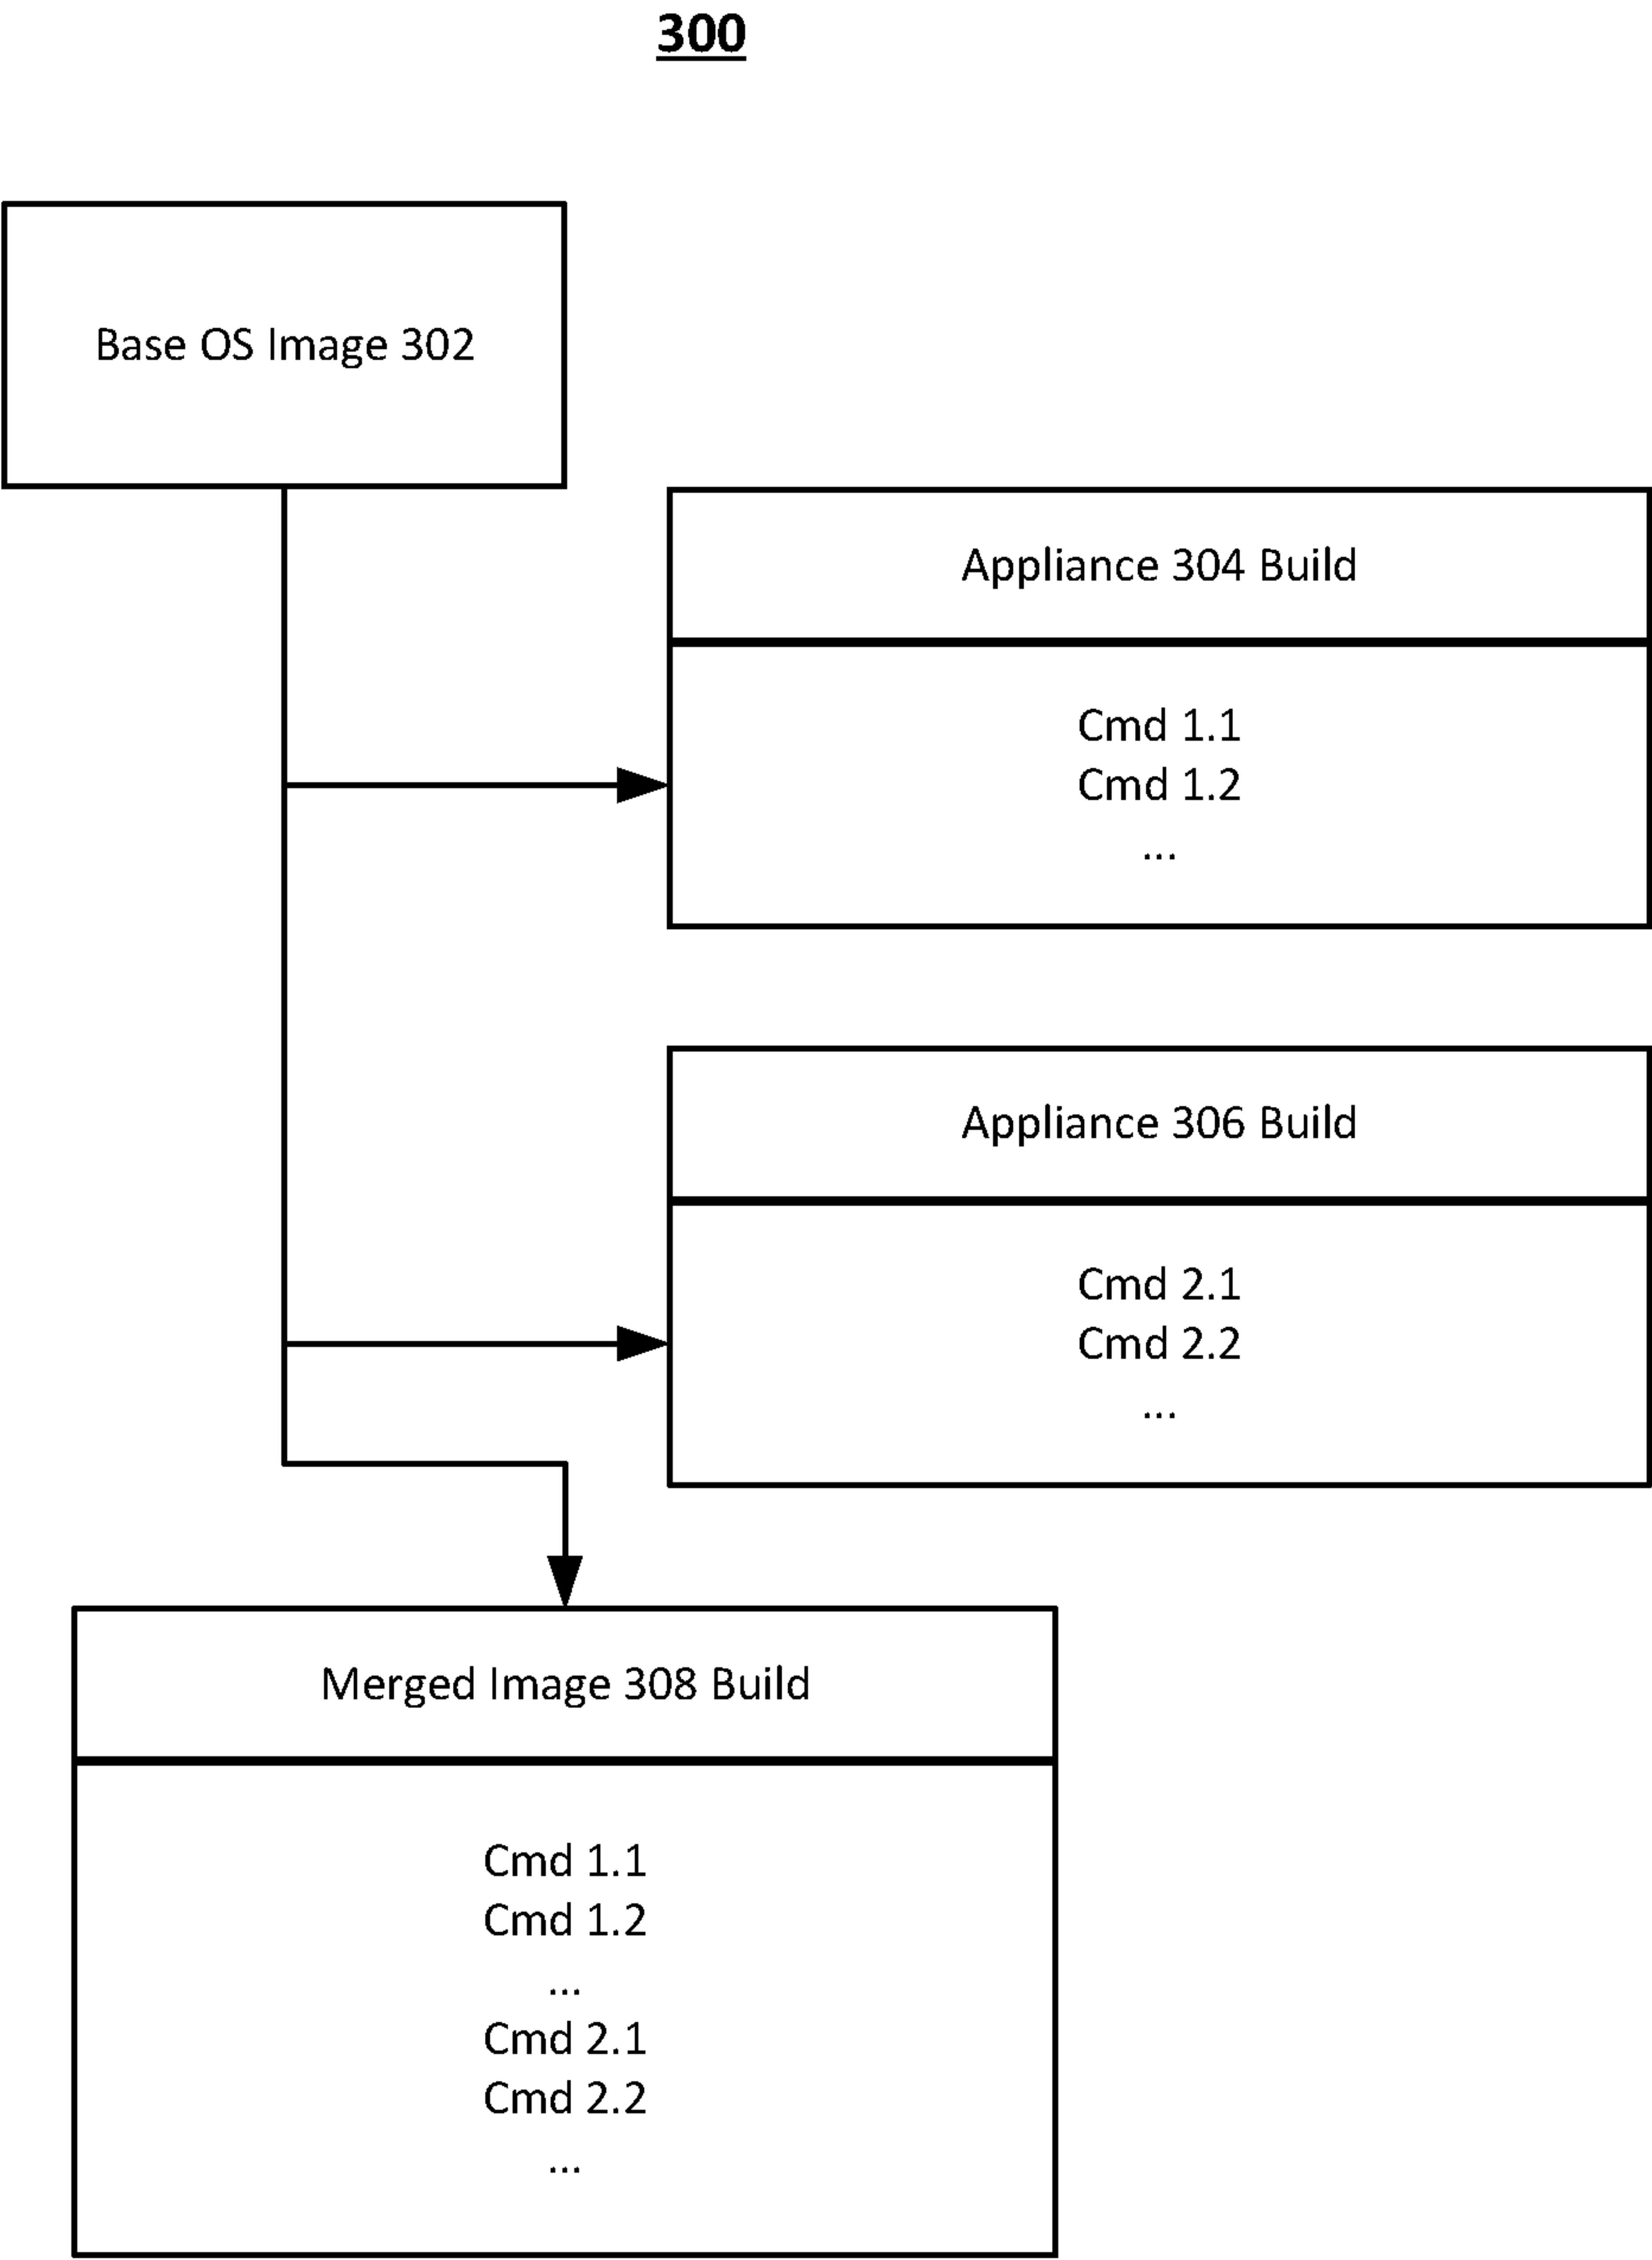 300
Base OS Image 302
Appliance 304 Build
Cmd 1.1
Cmd 1.2
...
Appliance 306 Build
Cmd 2.1
Cmd 2.2
...
Merged Image 308 Build
Cmd 1.1
Cmd 1.2
...
Cmd 2.1
Cmd 2.2
...